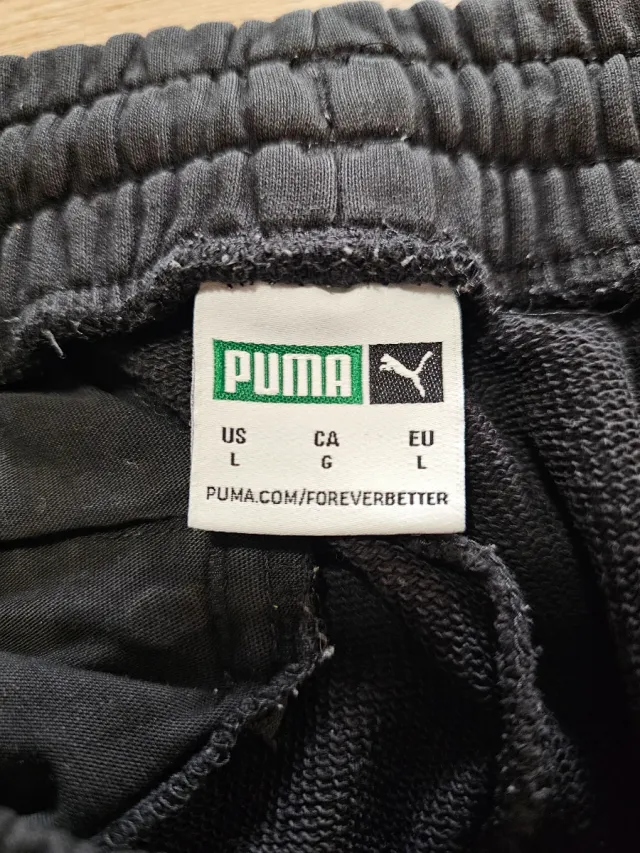 PUMA
US CA EU
L G L
PUMA.COM/FOREVERBETTER